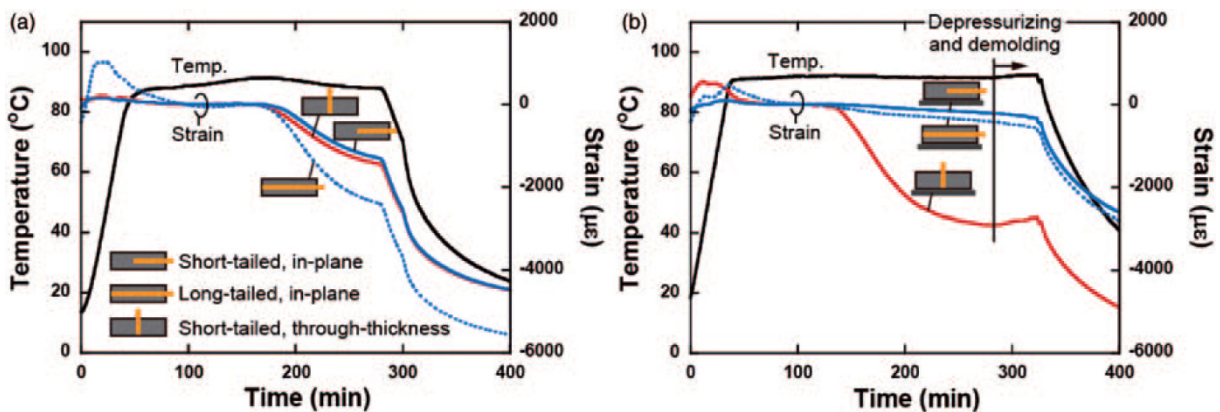 (a)
100
80
60
40
20
0
Temperature (°C)
0
100
200
300
400
Time (min)
2000
0
-2000
-4000
-6000
Strain (με)
Temp.
Strain
Short-tailed, in-plane
Long-tailed, in-plane
Short-tailed, through-thickness
(b)
100
80
60
40
20
0
Temperature (°C)
0
100
200
300
400
Time (min)
2000
0
-2000
-4000
-6000
Strain (με)
Depressurizing
and demolding
Temp.
Strain